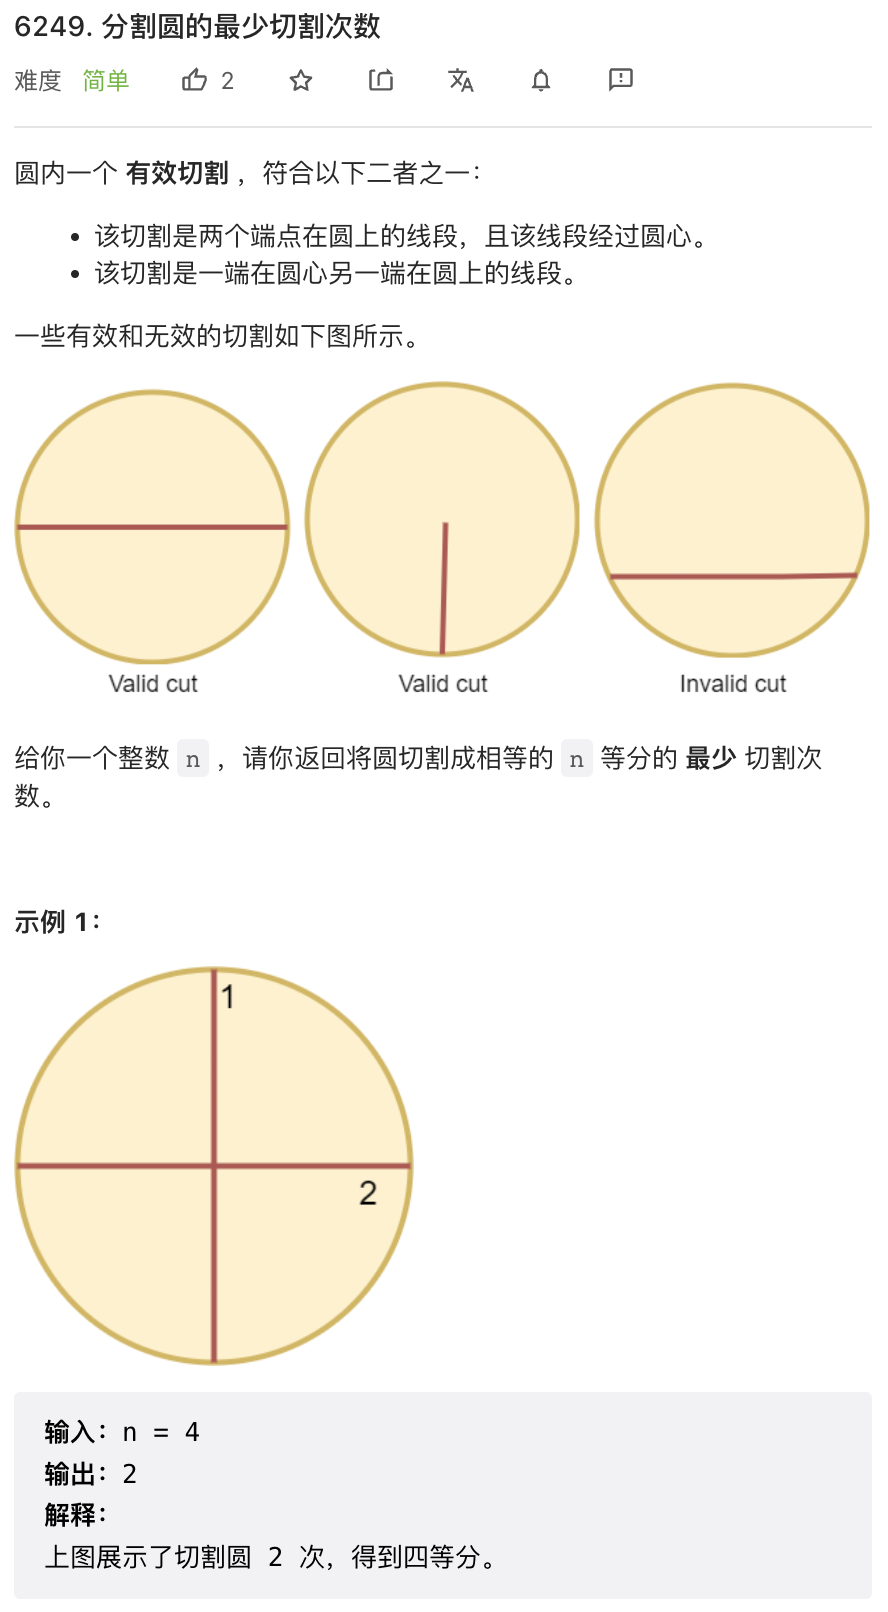 6249. 分割圆的最少切割次数
难度 简单 2
圆内一个 有效切割 ，符合以下二者之一：
• 该切割是两个端点在圆上的线段，且该线段经过圆心。
• 该切割是一端在圆心另一端在圆上的线段。
一些有效和无效的切割如下图所示。
Valid cut Valid cut Invalid cut
给你一个整数 n ，请你返回将圆切割成相等的 n 等分的 最少 切割次
数。
示例 1：
1
2
输入：n = 4
输出：2
解释：
上图展示了切割圆 2 次，得到四等分。